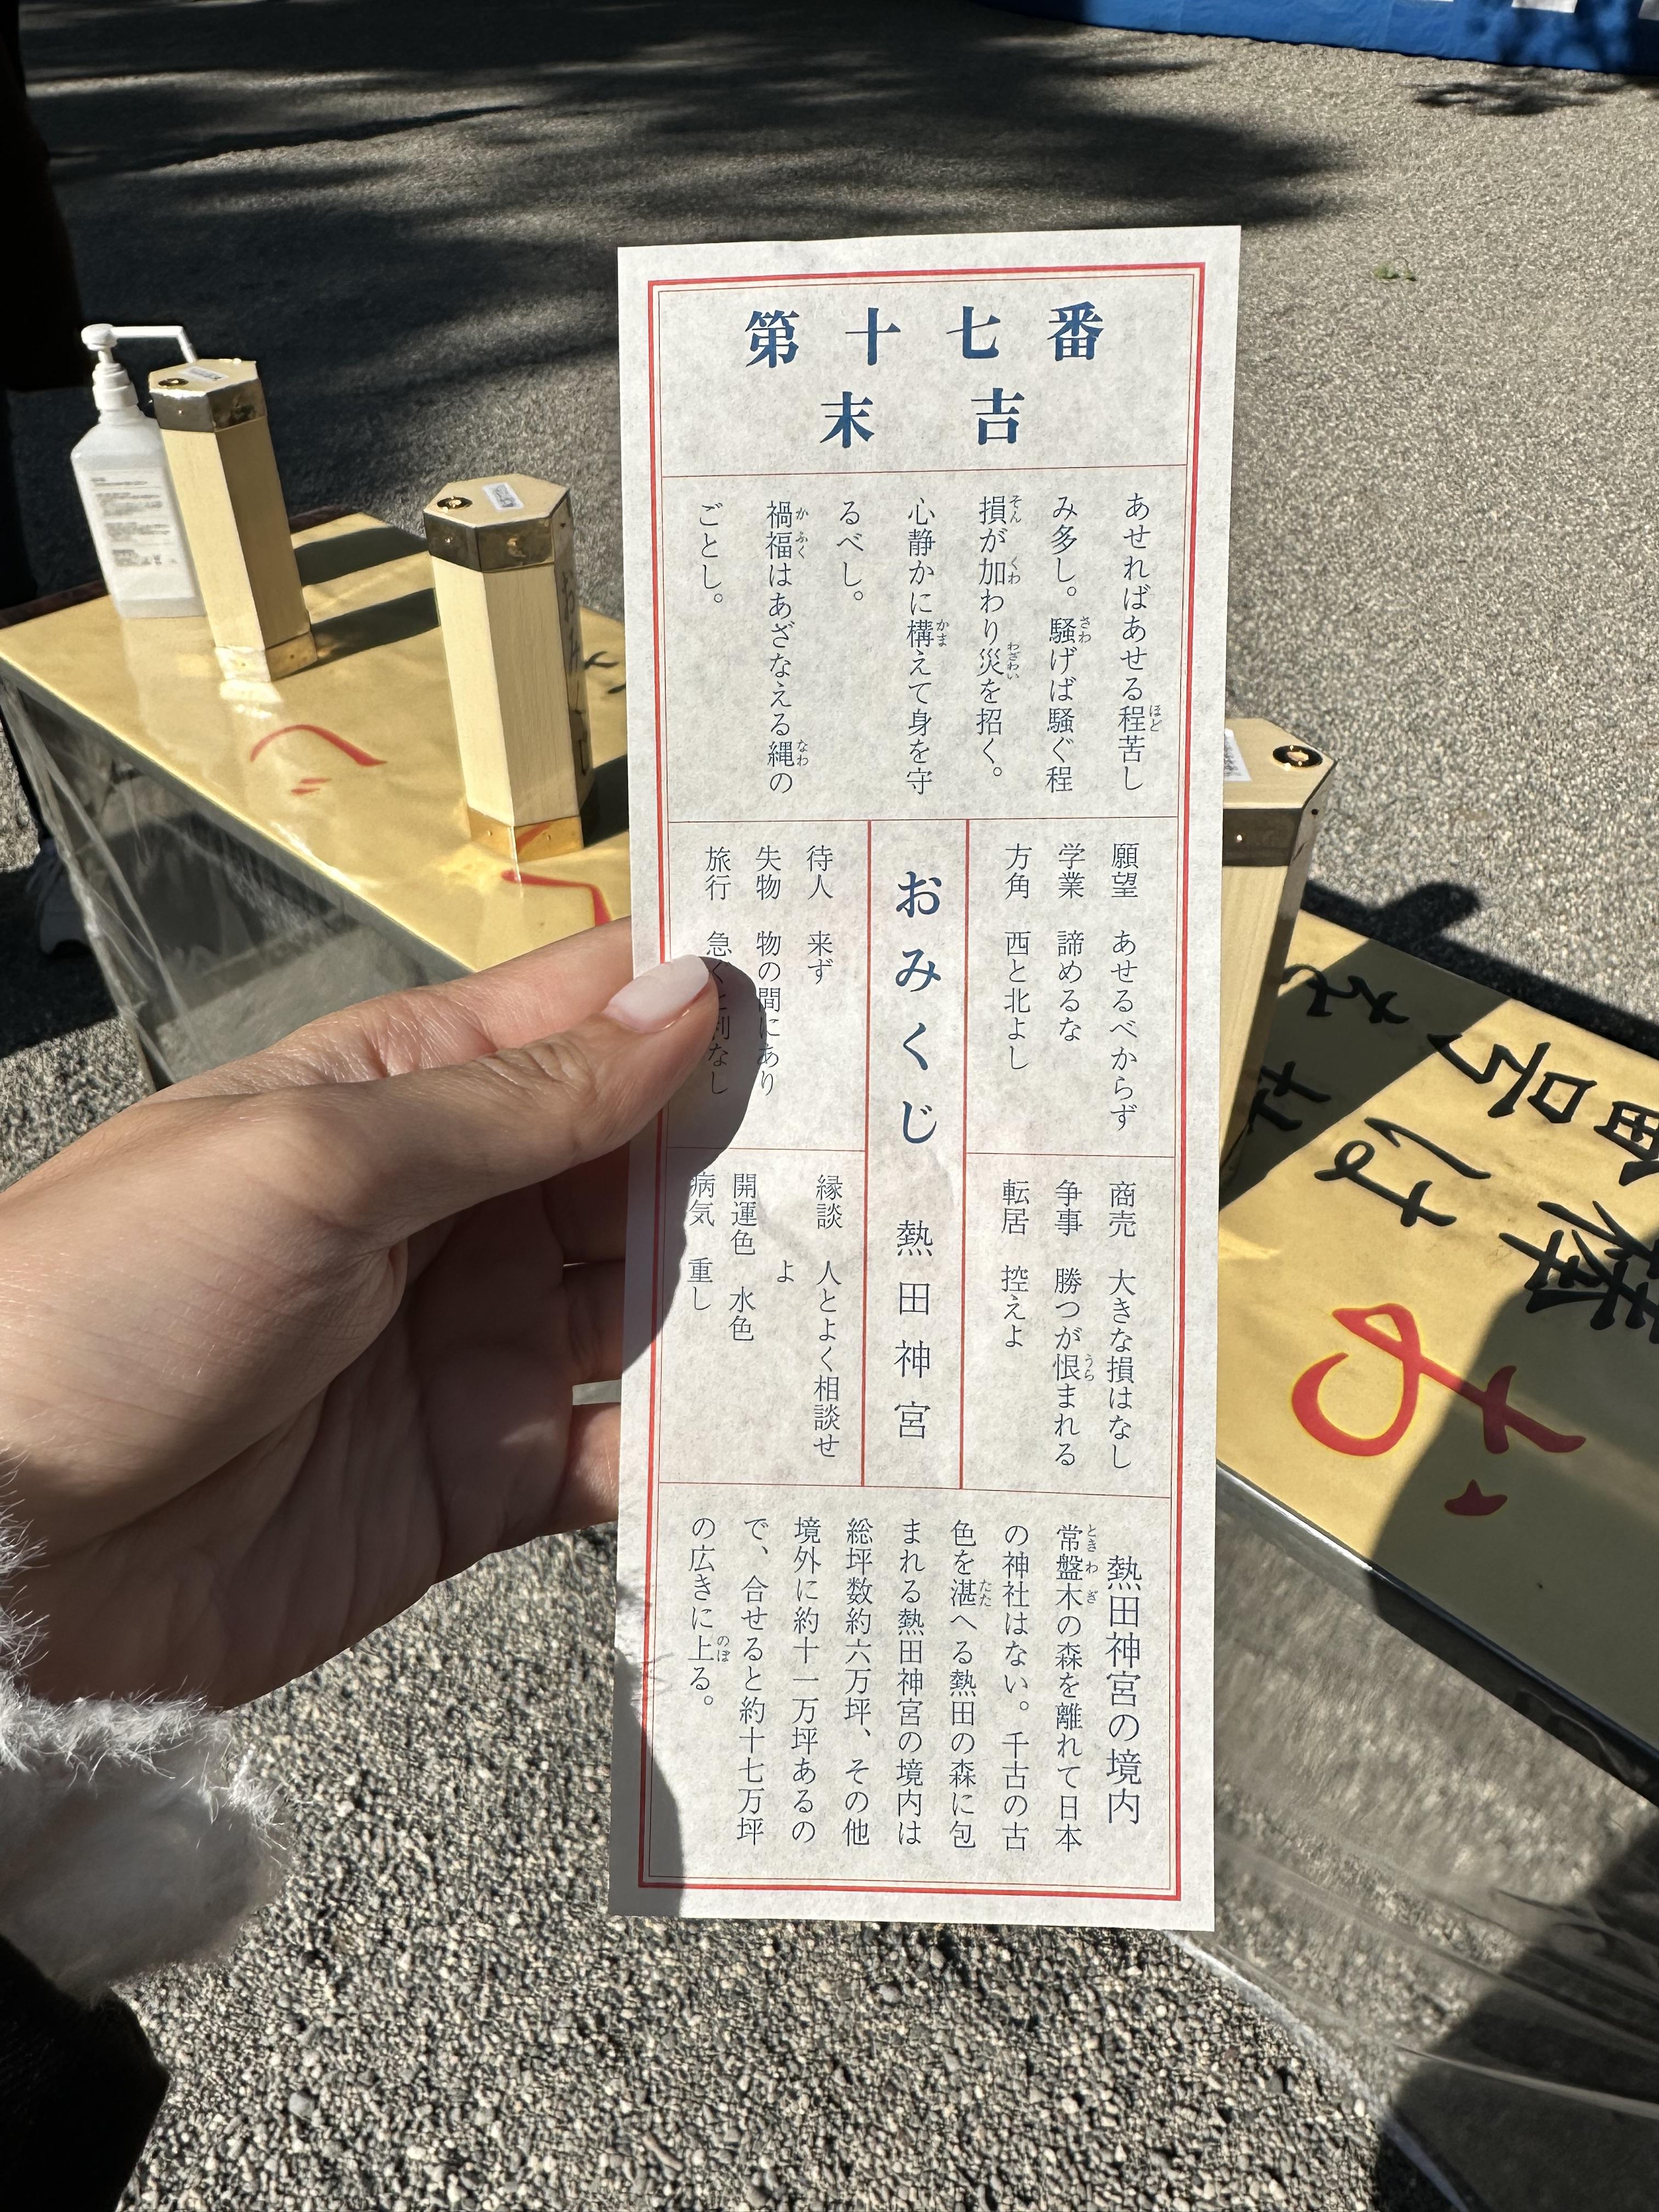 第十七番
末吉
あせればあせる程苦し
み多し。騒げば騒ぐ程
損が加わり災を招く。
心静かに構えて身を守
るべし。
禍福はあざなえる縄の
ごとし。
願望 あせるべからず
学業 諦めるな
方角 西と北よし
おみくじ 熱田神宮
待人 来ず
失物 物の間にあり
旅行 急ぐと利なし
商売 大きな損はなし
争事 勝つが恨まれる
転居 控えよ
縁談 人とよく相談せ
よ
開運色 水色
病気 重し
熱田神宮の境内
常盤木の森を離れて日本
の神社はない。千古の古
色を湛へる熱田の森に包
まれる熱田神宮の境内は
総坪数約六万坪、その他
境外に約十一万坪あるの
で、合せると約十七万坪
の広きに上る。